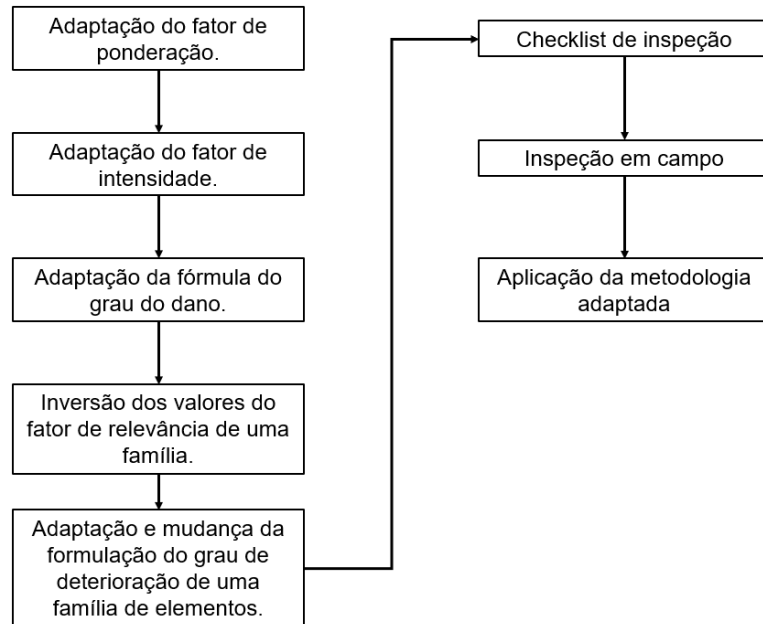 Adaptação do fator de
ponderação.
Adaptação do fator de
intensidade.
Adaptação da fórmula do
grau do dano.
Inversão dos valores do
fator de relevância de uma
família.
Adaptação e mudança da
formulação do grau de
deterioração de uma
família de elementos.
Checklist de inspeção
Inspeção em campo
Aplicação da metodologia
adaptada